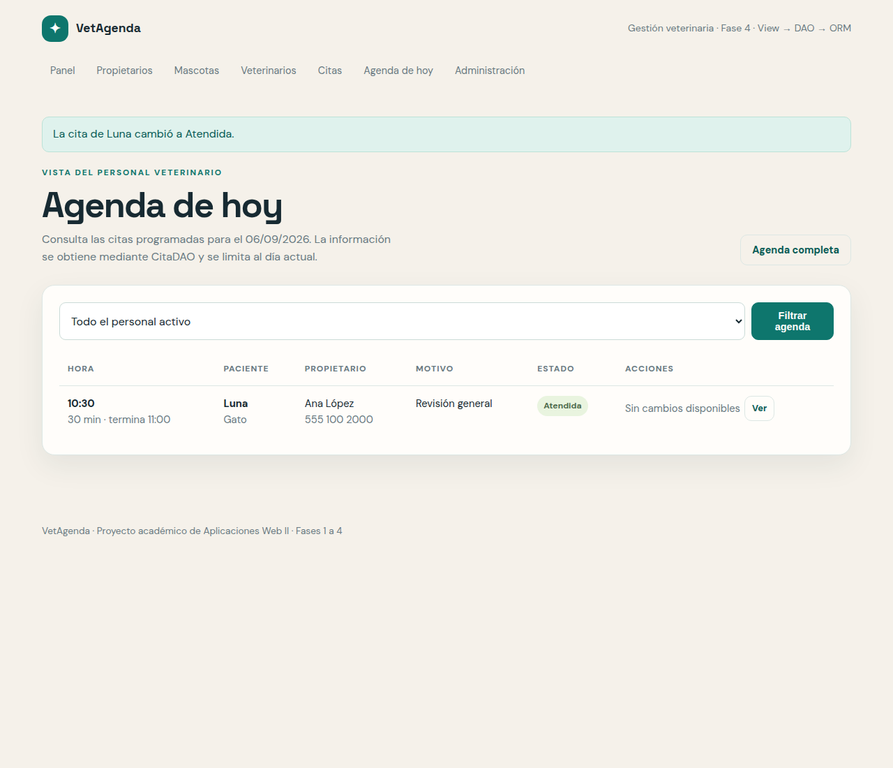 ✦ VetAgenda
Gestión veterinaria · Fase 4 · View → DAO → ORM
Panel Propietarios Mascotas Veterinarios Citas Agenda de hoy Administración
La cita de Luna cambió a Atendida.
VISTA DEL PERSONAL VETERINARIO
Agenda de hoy
Consulta las citas programadas para el 06/09/2026. La información
se obtiene mediante CitaDAO y se limita al día actual.
Agenda completa
Todo el personal activo
Filtrar
agenda
HORA PACIENTE PROPIETARIO MOTIVO ESTADO ACCIONES
10:30 Luna Ana López Revisión general Atendida Sin cambios disponibles Ver
30 min · termina 11:00 Gato 555 100 2000
VetAgenda · Proyecto académico de Aplicaciones Web II · Fases 1 a 4